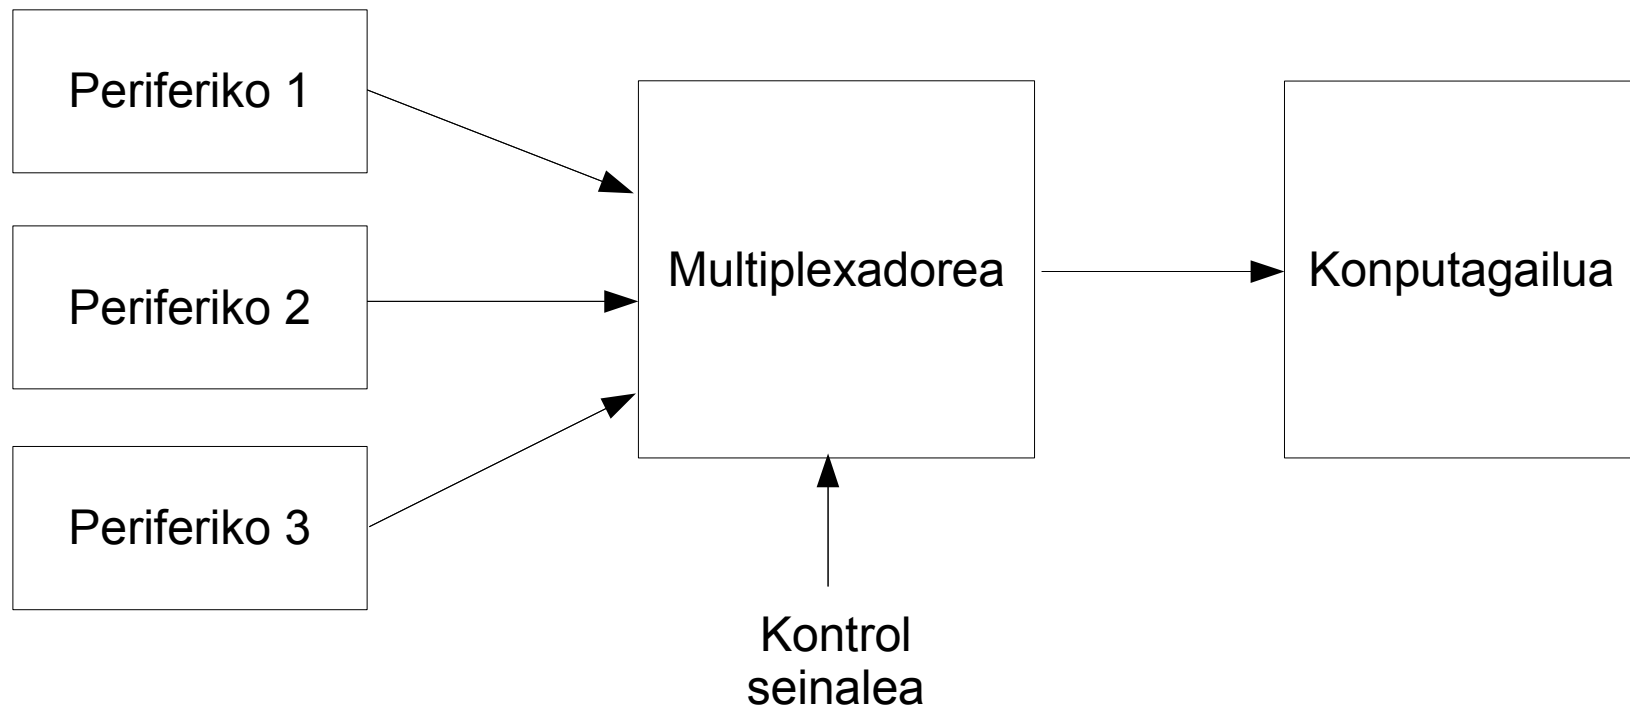 Periferiko 1
Periferiko 2
Periferiko 3
Multiplexadorea
Konputagailua
Kontrol
seinalea